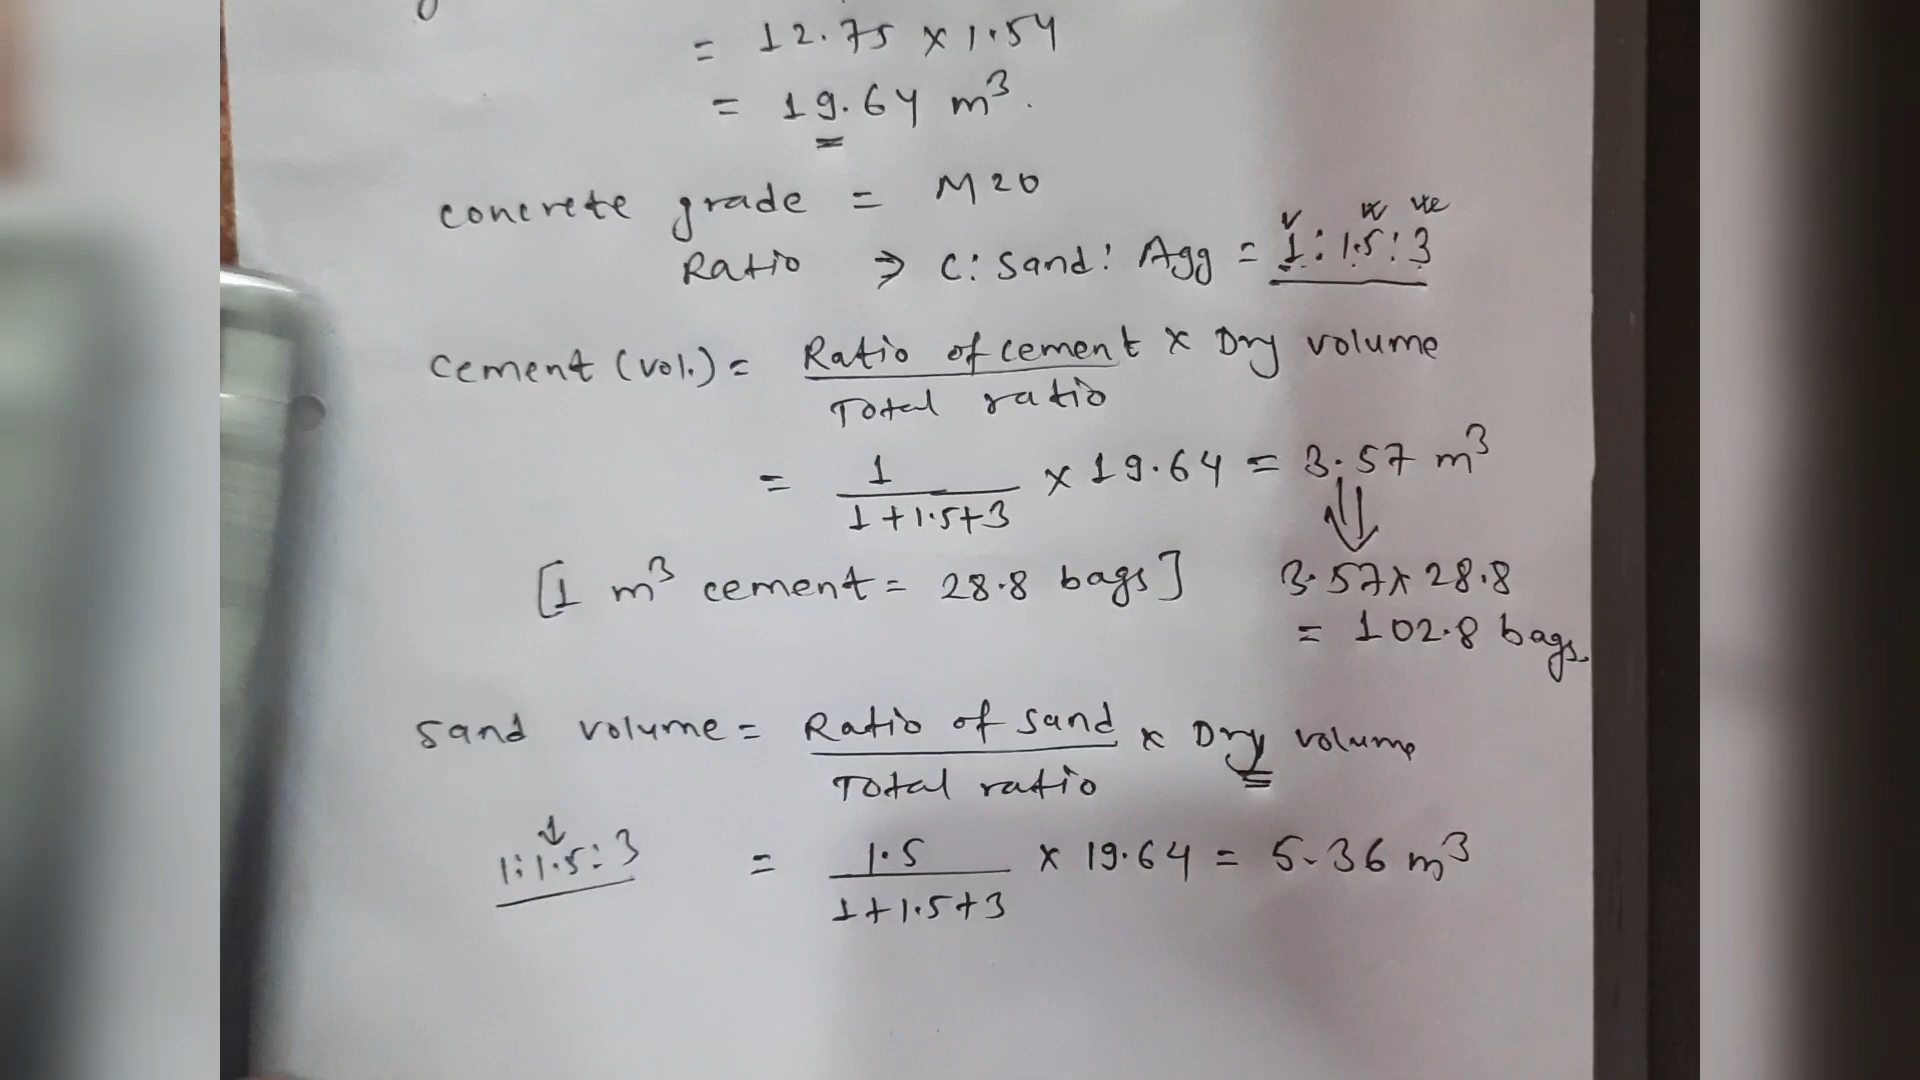 = 12.75 x 1.54
= 19.64 m³.
concrete grade = M20
Ratio ⇒ C: Sand: Agg = 1: 1.5: 3
cement (vol.) = Ratio of cement x Dry volume
Total ratio
= 1 x 19.64 = 3.57 m³
1+1.5+3
[1 m³ cement = 28.8 bags] 3.57x28.8
= 102.8 bags
Sand volume = Ratio of sand x Dry volume
Total ratio
1:1.5:3 = 1.5 x 19.64 = 5.36 m³
1+1.5+3